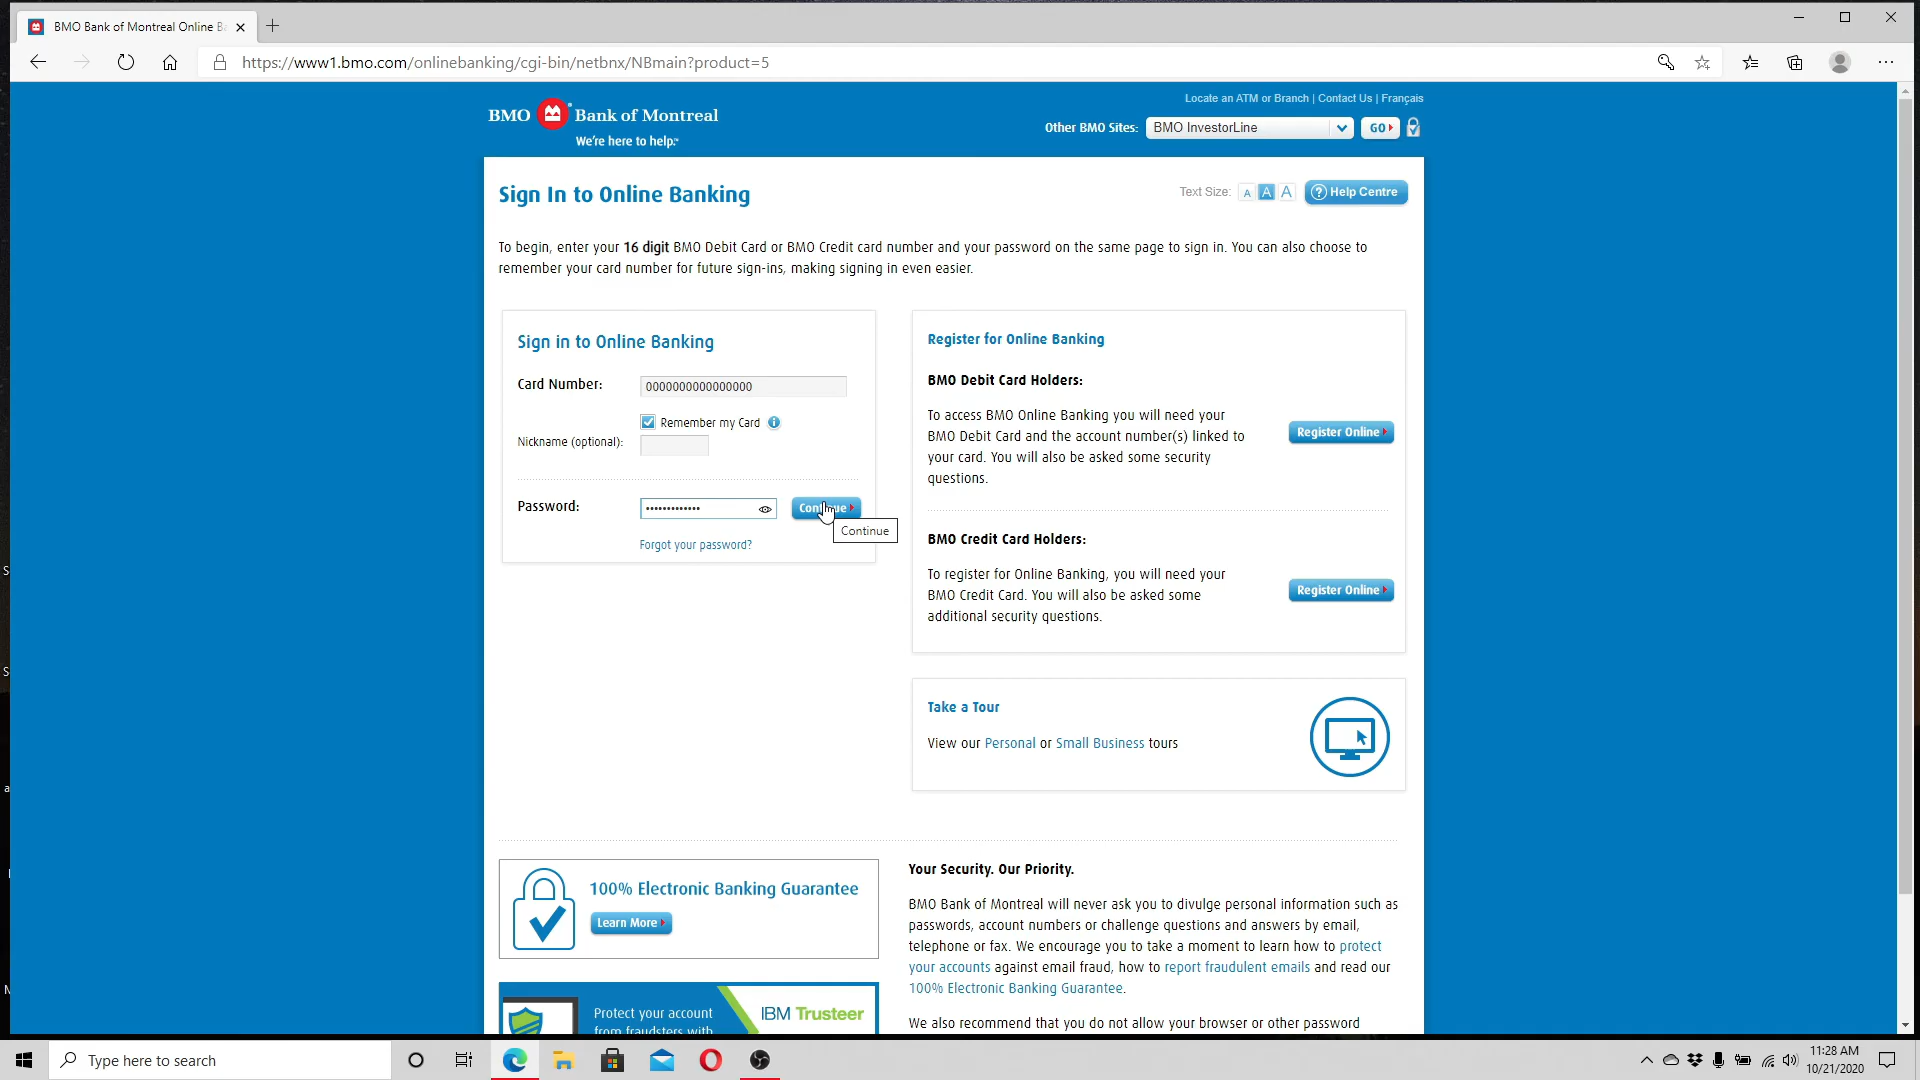 BMO Bank of Montreal Online Ba
https://www1.bmo.com/onlinebanking/cgi-bin/netbnx/NBmain?product=5
BMO Bank of Montreal
We're here to help.™
Locate an ATM or Branch | Contact Us | Français
Other BMO Sites: BMO InvestorLine GO
Sign In to Online Banking
Text Size: A A A ? Help Centre
To begin, enter your 16 digit BMO Debit Card or BMO Credit card number and your password on the same page to sign in. You can also choose to
remember your card number for future sign-ins, making signing in even easier.
Sign in to Online Banking
Card Number: 0000000000000000
Remember my Card i
Nickname (optional):
Password: •••••••••••• Continue
Continue
Forgot your password?
Register for Online Banking
BMO Debit Card Holders:
To access BMO Online Banking you will need your
BMO Debit Card and the account number(s) linked to
your card. You will also be asked some security
questions.
Register Online
BMO Credit Card Holders:
To register for Online Banking, you will need your
BMO Credit Card. You will also be asked some
additional security questions.
Register Online
Take a Tour
View our Personal or Small Business tours
100% Electronic Banking Guarantee
Learn More
Protect your account
from fraudsters with
IBM Trusteer
Your Security. Our Priority.
BMO Bank of Montreal will never ask you to divulge personal information such as
passwords, account numbers or challenge questions and answers by email,
telephone or fax. We encourage you to take a moment to learn how to protect
your accounts against email fraud, how to report fraudulent emails and read our
100% Electronic Banking Guarantee.
We also recommend that you do not allow your browser or other password
Type here to search
11:28 AM
10/21/2020